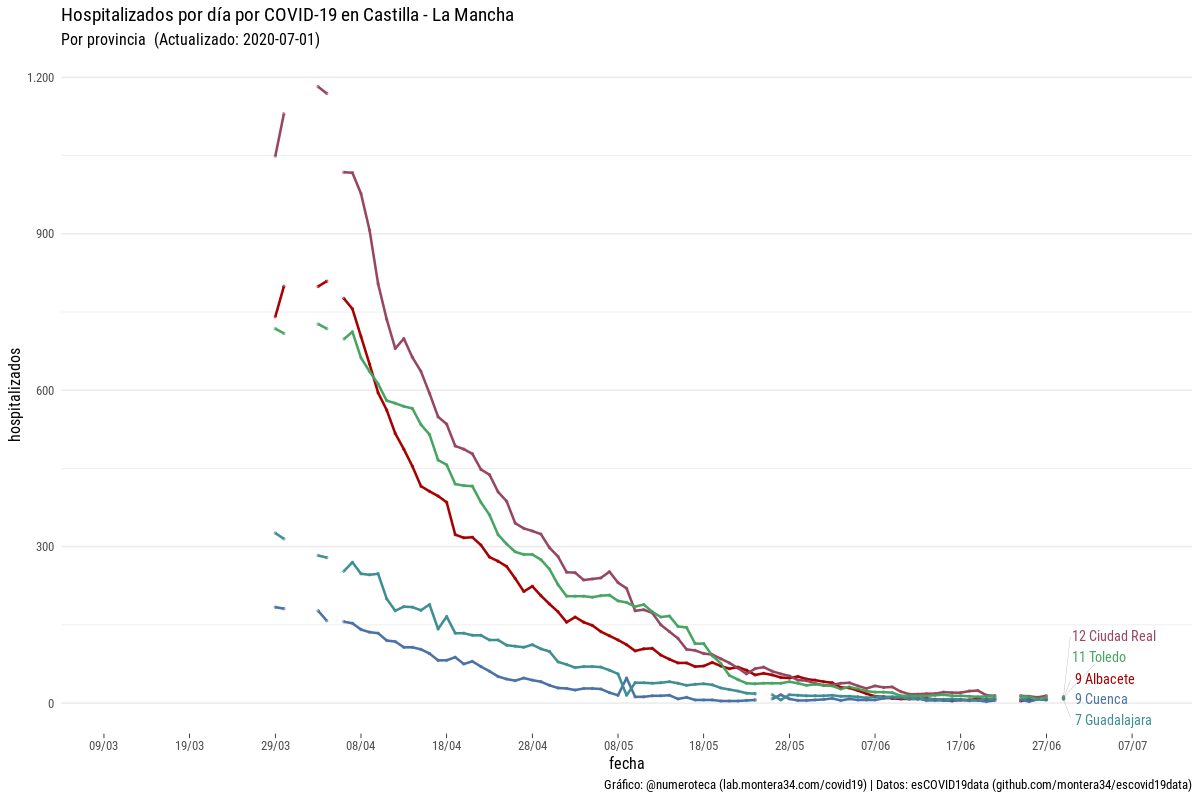 Hospitalizados por día por COVID-19 en Castilla - La Mancha
Por provincia (Actualizado: 2020-07-01)
hospitalizados
1.200
900
600
300
0
12 Ciudad Real
11 Toledo
9 Albacete
9 Cuenca
7 Guadalajara
09/03 19/03 29/03 08/04 18/04 28/04 08/05 18/05 28/05 07/06 17/06 27/06 07/07
fecha
Gráfico: @numeroteca (lab.montera34.com/covid19) | Datos: esCOVID19data (github.com/montera34/escovid19data)